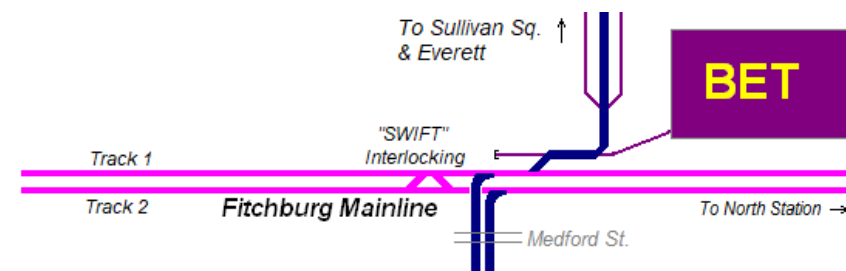 To Sullivan Sq. ↑
& Everett
BET
"SWIFT"
Interlocking
Track 1
Track 2
Fitchburg Mainline
To North Station →
Medford St.